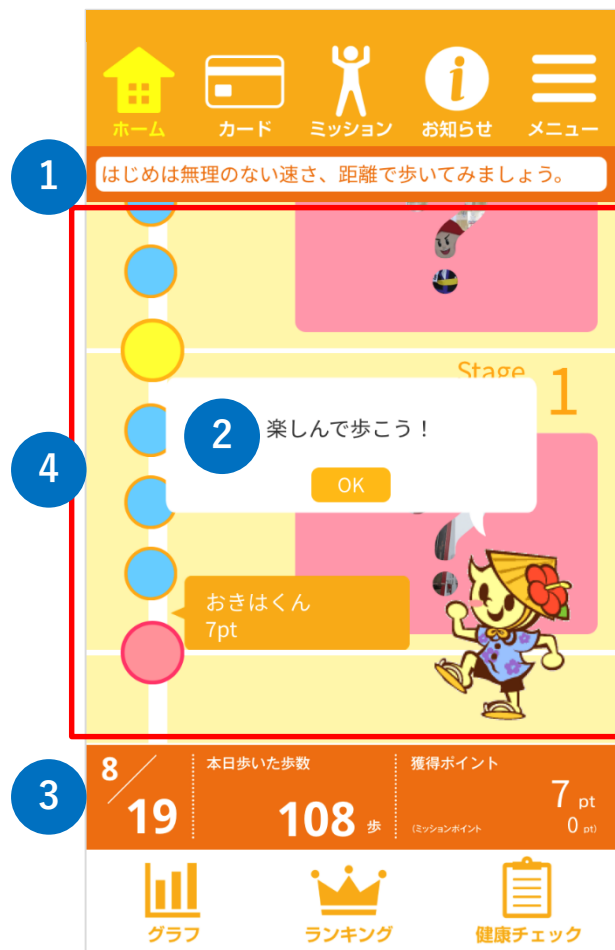 ホーム
カード
ミッション
お知らせ
メニュー
1
はじめは無理のない速さ、距離で歩いてみましょう。
Stage 1
2
楽しんで歩こう！
OK
4
おきはくん
7pt
3
8/19
本日歩いた歩数
108 歩
獲得ポイント
7 pt
(ミッションポイント 0 pt)
グラフ
ランキング
健康チェック